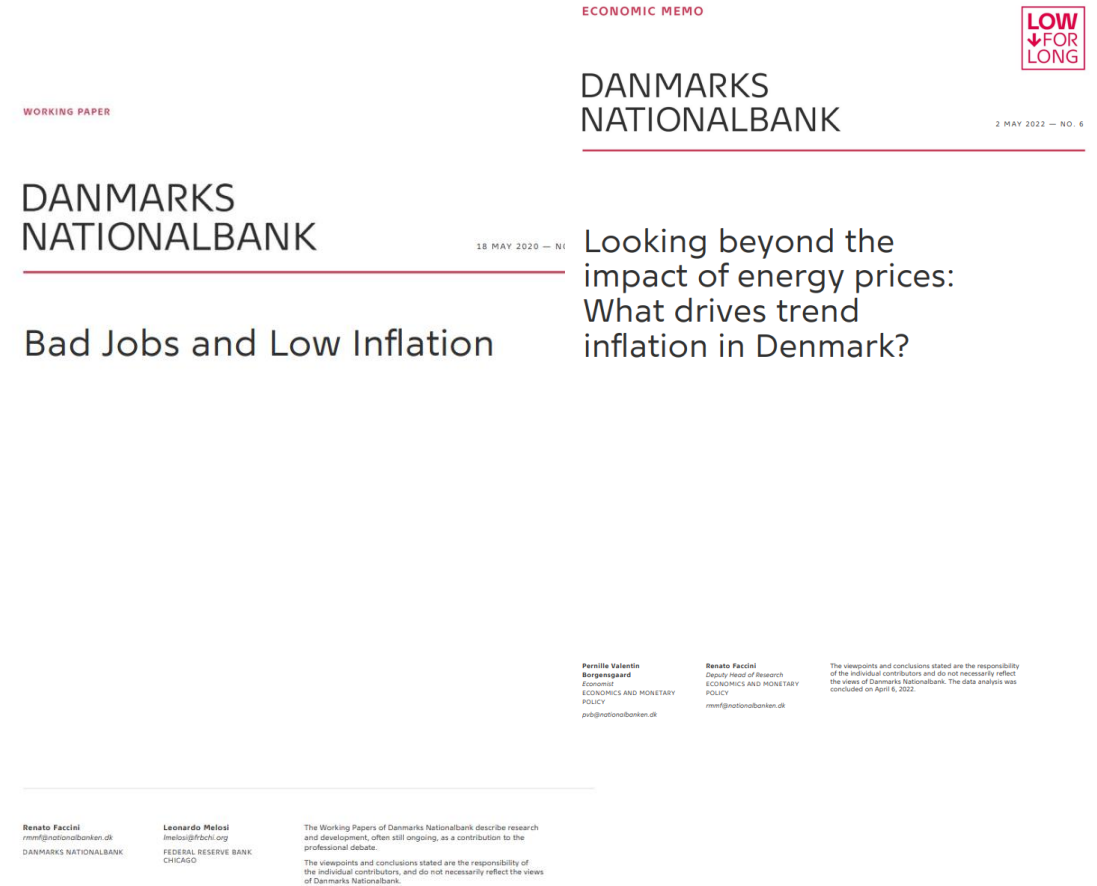 WORKING PAPER
DANMARKS
NATIONALBANK
18 MAY 2020 —
Bad Jobs and Low Inflation
Renato Faccini
rmmf@nationalbanken.dk
DANMARKS NATIONALBANK
Leonardo Melosi
lmelosi@frbchi.org
FEDERAL RESERVE BANK
CHICAGO
The Working Papers of Danmarks Nationalbank describe research
and development, often still ongoing, as a contribution to the
professional debate.
The viewpoints and conclusions stated are the responsibility of
the individual contributors, and do not necessarily reflect the views
of Danmarks Nationalbank.
ECONOMIC MEMO
LOW
FOR
LONG
DANMARKS
NATIONALBANK
2 MAY 2022 — NO. 6
Looking beyond the
impact of energy prices:
What drives trend
inflation in Denmark?
Pernille Valentin
Borgensgaard
Economist
ECONOMICS AND MONETARY
POLICY
pvb@nationalbanken.dk
Renato Faccini
Deputy Head of Research
ECONOMICS AND MONETARY
POLICY
rmmf@nationalbanken.dk
The viewpoints and conclusions stated are the responsibility
of the individual contributors and do not necessarily reflect
the views of Danmarks Nationalbank. The data analysis was
concluded on April 6, 2022.